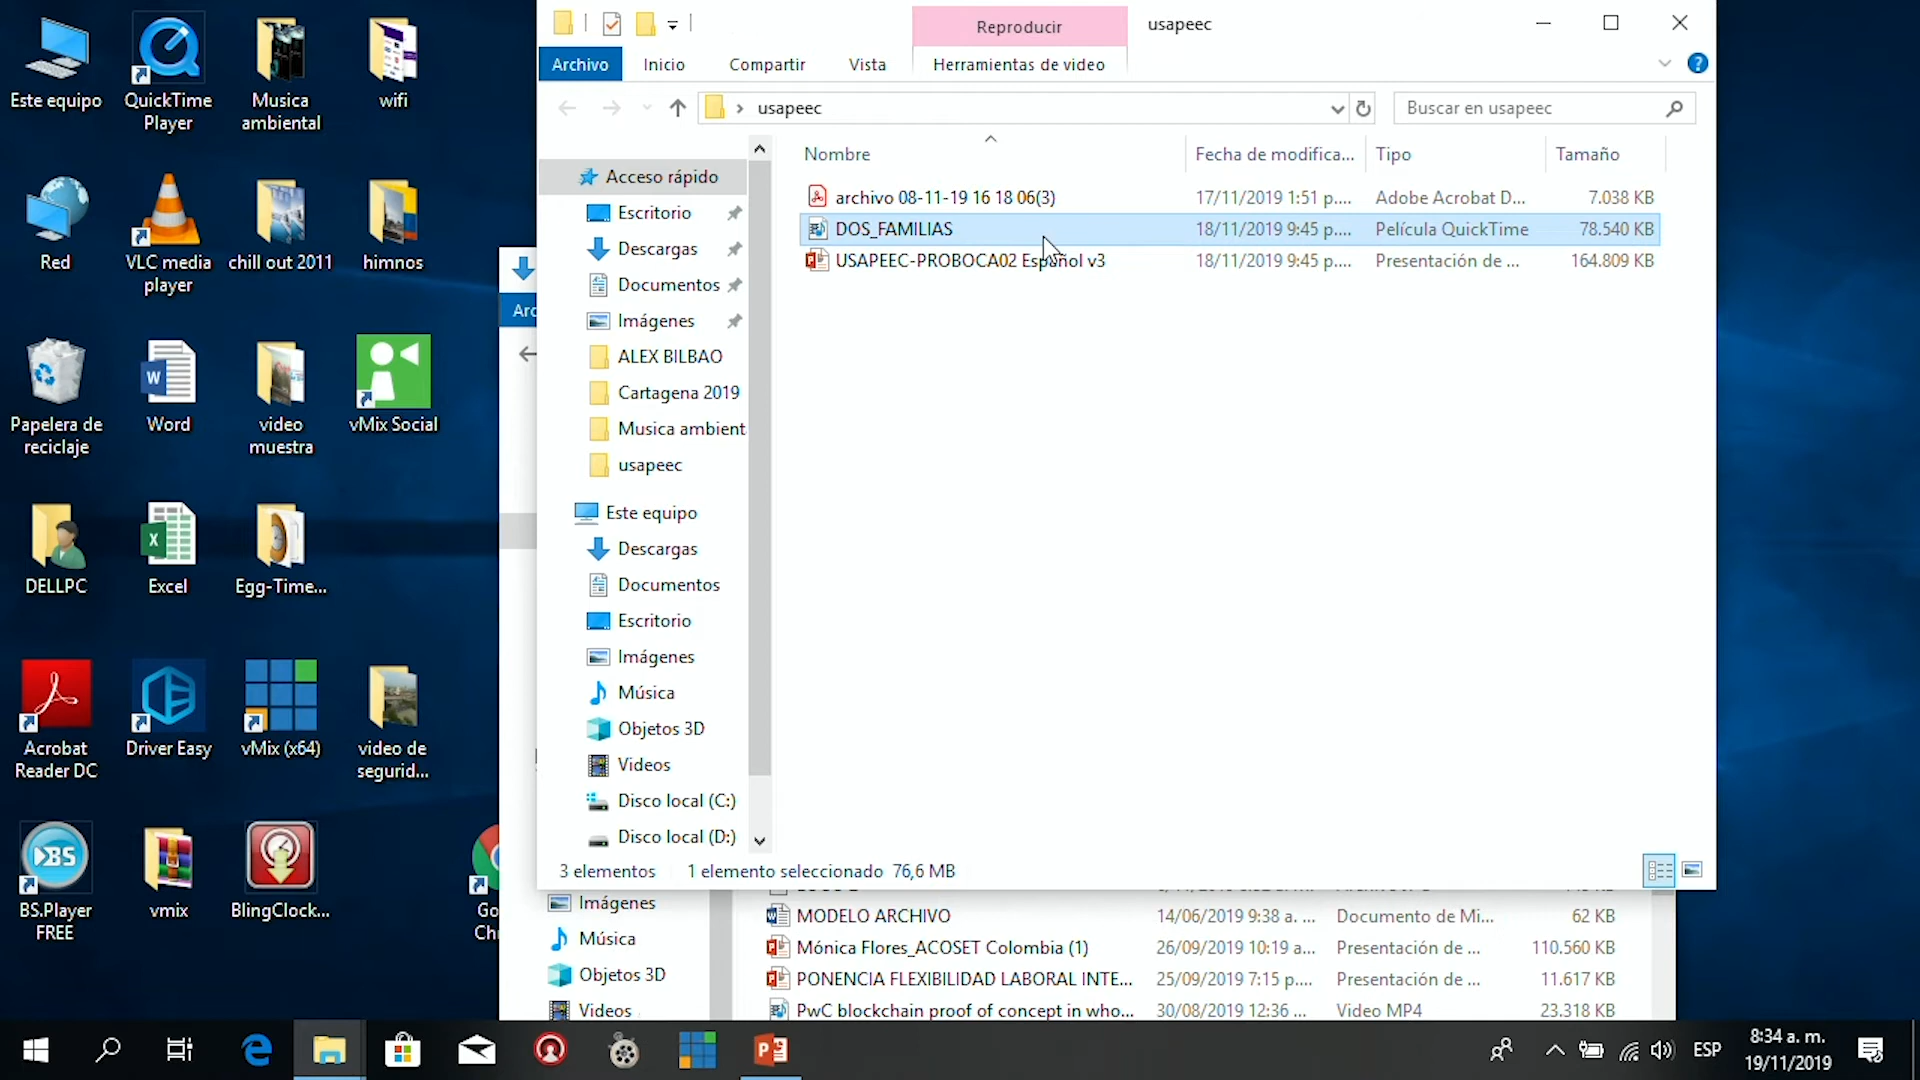 Este equipo
QuickTime
Player
Musica
ambiental
wifi
Red
VLC media
player
chill out 2011
himnos
Papelera de
reciclaje
Word
video
muestra
vMix Social
DELLPC
Excel
Egg-Time...
Acrobat
Reader DC
Driver Easy
vMix (x64)
video de
segurid...
BS.Player
FREE
vmix
BlingClock...
Go
Ch
Reproducir
usapeec
Archivo
Inicio
Compartir
Vista
Herramientas de video
usapeec
Buscar en usapeec
Nombre
Fecha de modifica...
Tipo
Tamaño
archivo 08-11-19 16 18 06(3)
17/11/2019 1:51 p....
Adobe Acrobat D...
7.038 KB
DOS_FAMILIAS
18/11/2019 9:45 p....
Película QuickTime
78.540 KB
USAPEEC-PROBOCA02 Español v3
18/11/2019 9:45 p....
Presentación de ...
164.809 KB
Acceso rápido
Escritorio
Descargas
Documentos
Imágenes
ALEX BILBAO
Cartagena 2019
Musica ambient
usapeec
Este equipo
Descargas
Documentos
Escritorio
Imágenes
Música
Objetos 3D
Videos
Disco local (C:)
Disco local (D:)
3 elementos
1 elemento seleccionado 76,6 MB
Arc
Imágenes
Música
Objetos 3D
Videos
MODELO ARCHIVO
14/06/2019 9:38 a. ...
Documento de Mi...
62 KB
Mónica Flores_ACOSET Colombia (1)
26/09/2019 10:19 a...
Presentación de ...
110.560 KB
PONENCIA FLEXIBILIDAD LABORAL INTE...
25/09/2019 7:15 p....
Presentación de ...
11.617 KB
PwC blockchain proof of concept in who...
30/08/2019 12:36 ...
Video MP4
23.318 KB
ESP
8:34 a. m.
19/11/2019